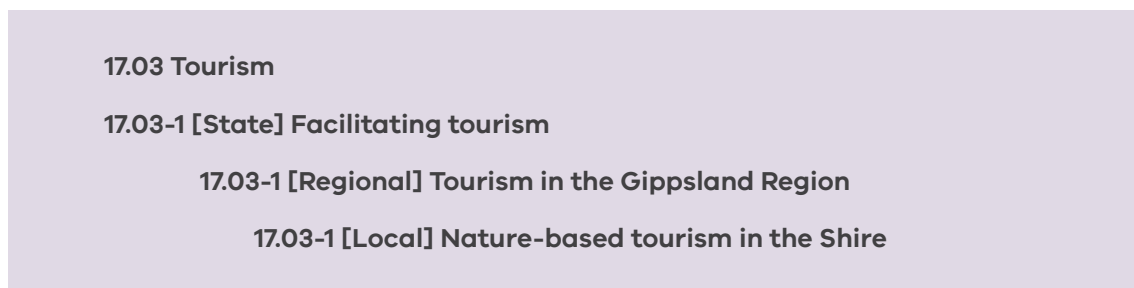 17.03 Tourism
17.03-1 [State] Facilitating tourism
17.03-1 [Regional] Tourism in the Gippsland Region
17.03-1 [Local] Nature-based tourism in the Shire